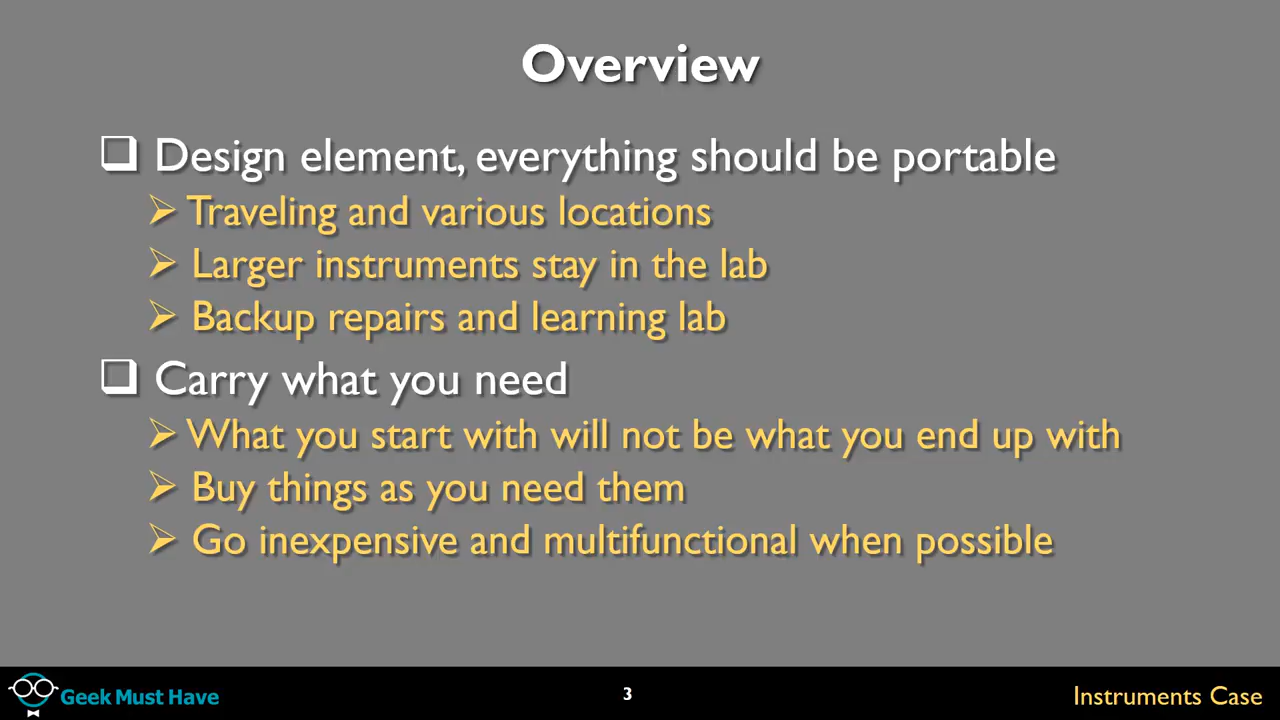 Overview
Design element, everything should be portable
Traveling and various locations
Larger instruments stay in the lab
Backup repairs and learning lab
Carry what you need
What you start with will not be what you end up with
Buy things as you need them
Go inexpensive and multifunctional when possible
Geek Must Have
3
Instruments Case